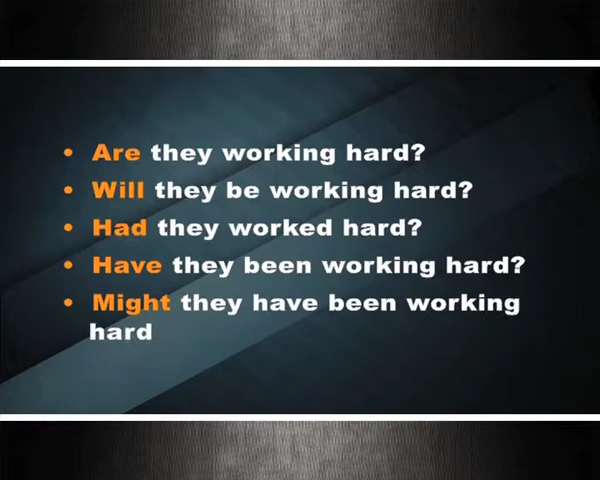 • Are they working hard?
• Will they be working hard?
• Had they worked hard?
• Have they been working hard?
• Might they have been working
hard